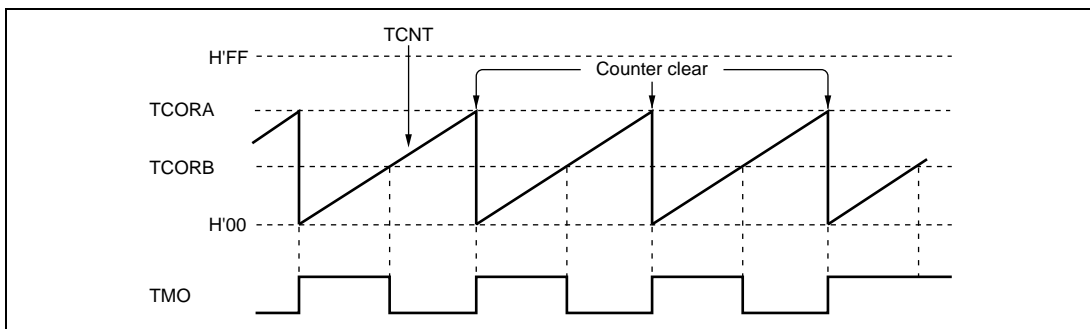 TCNT
H'FF
Counter clear
TCORA
TCORB
H'00
TMO